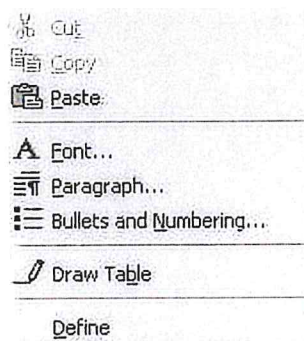 Cut
Copy
Paste
Font...
Paragraph...
Bullets and Numbering...
Draw Table
Define